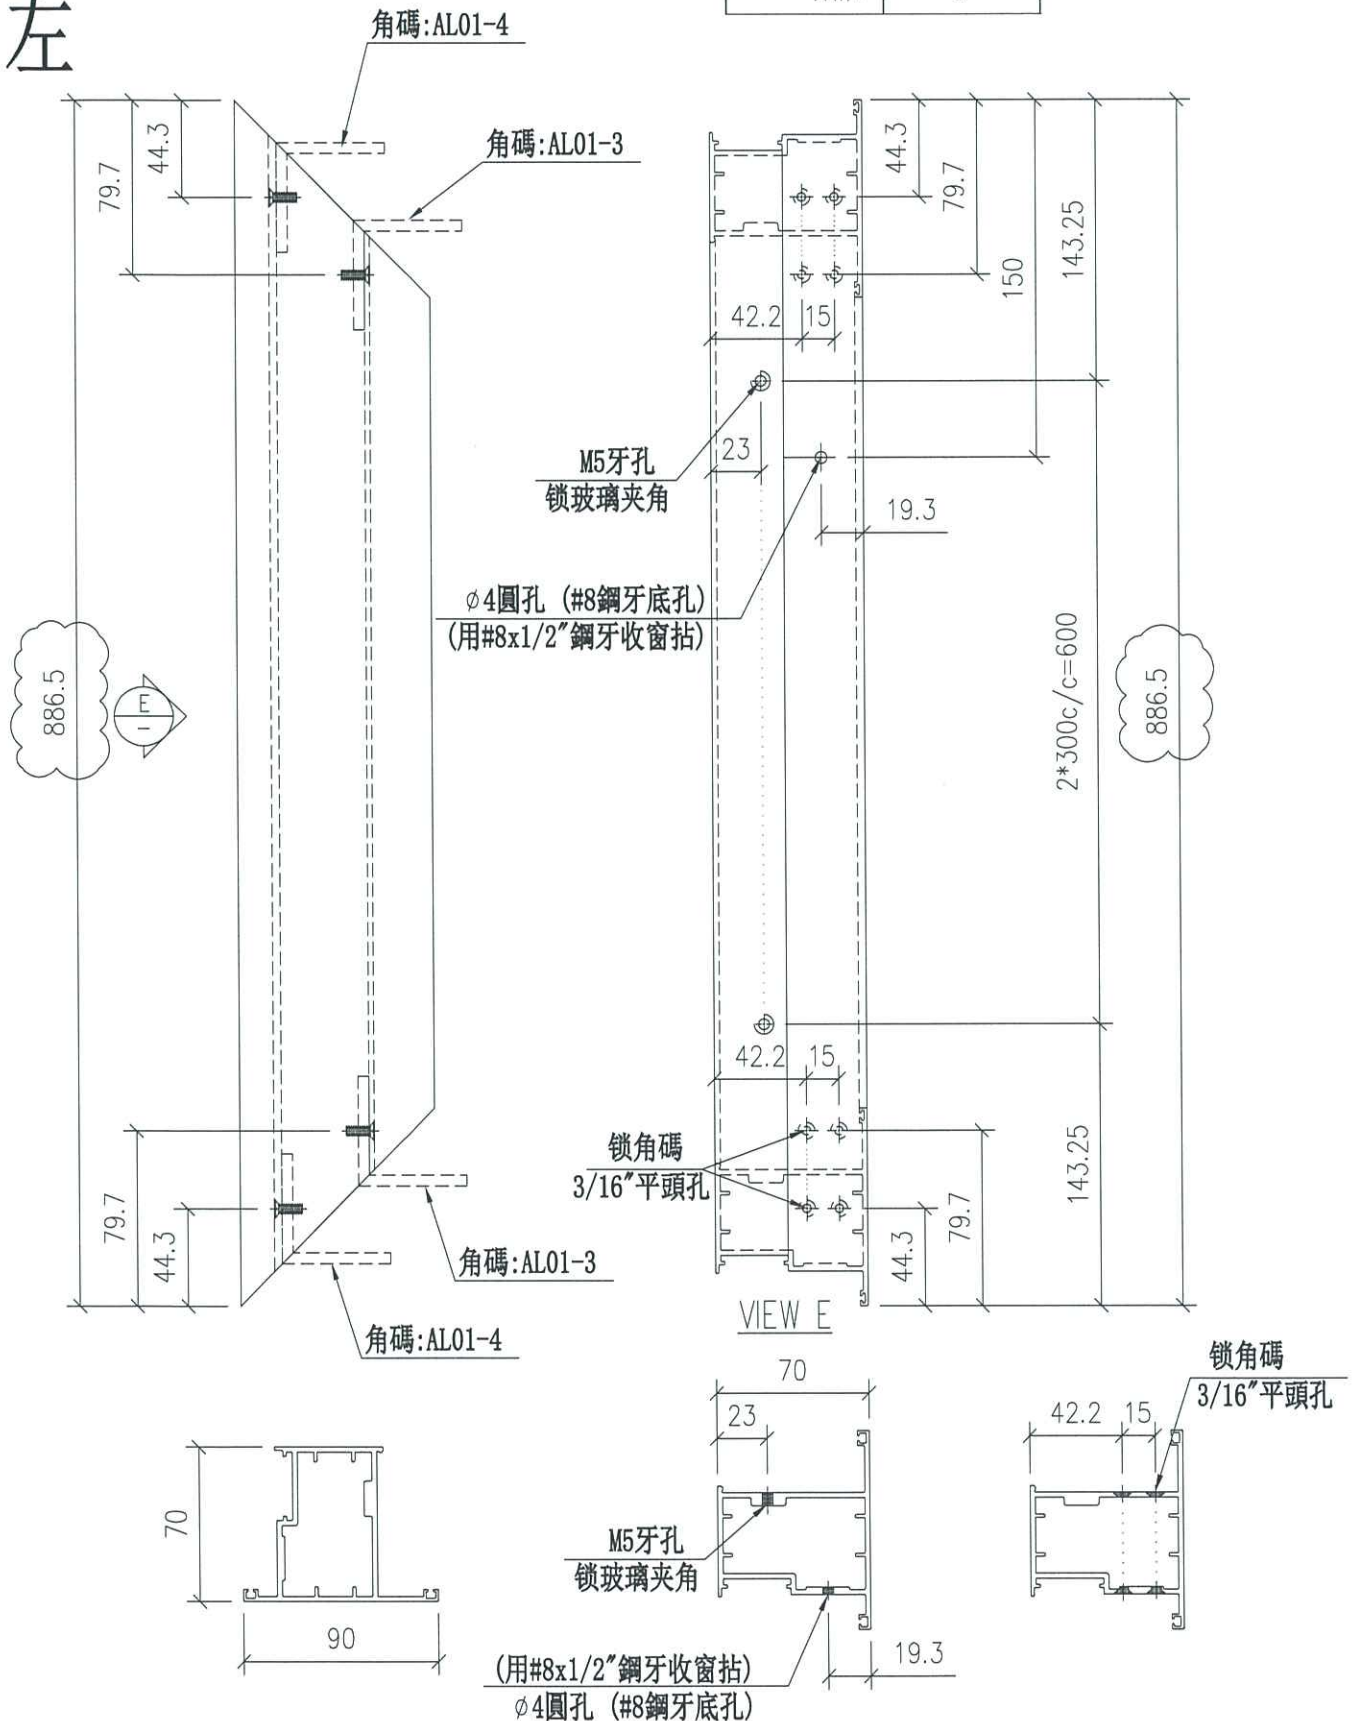 左
角碼:AL01-4
角碼:AL01-3
44.3
79.7
44.3
79.7
143.25
150
42.2
15
M5牙孔
锁玻璃夹角
23
19.3
⌀4圓孔 (#8鋼牙底孔)
(用#8x1/2"鋼牙收窗拈)
886.5
E
-
2*300c/c=600
886.5
42.2
15
锁角碼
3/16"平頭孔
79.7
44.3
143.25
79.7
44.3
角碼:AL01-3
角碼:AL01-4
VIEW E
70
23
42.2
15
锁角碼
3/16"平頭孔
70
90
M5牙孔
锁玻璃夹角
19.3
(用#8x1/2"鋼牙收窗拈)
⌀4圓孔 (#8鋼牙底孔)